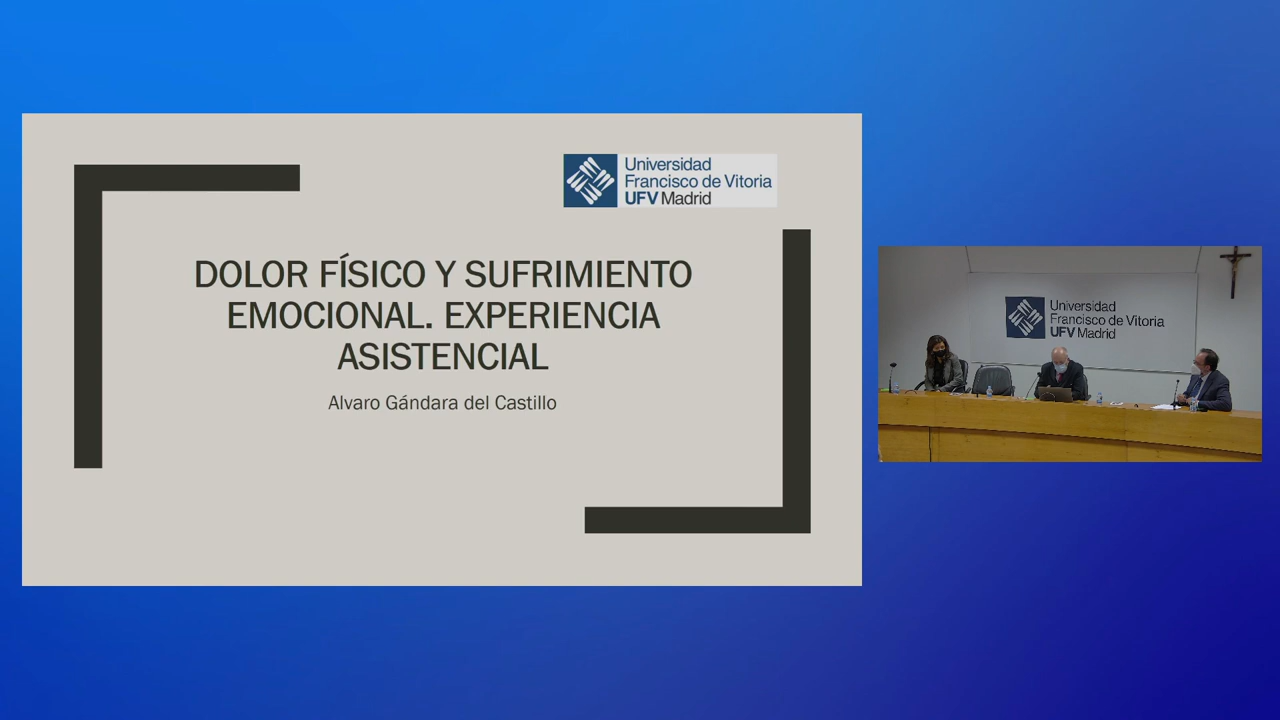 Universidad
Francisco de Vitoria
UFV Madrid
DOLOR FÍSICO Y SUFRIMIENTO
EMOCIONAL. EXPERIENCIA
ASISTENCIAL
Alvaro Gándara del Castillo
Universidad
Francisco de Vitoria
UFV Madrid